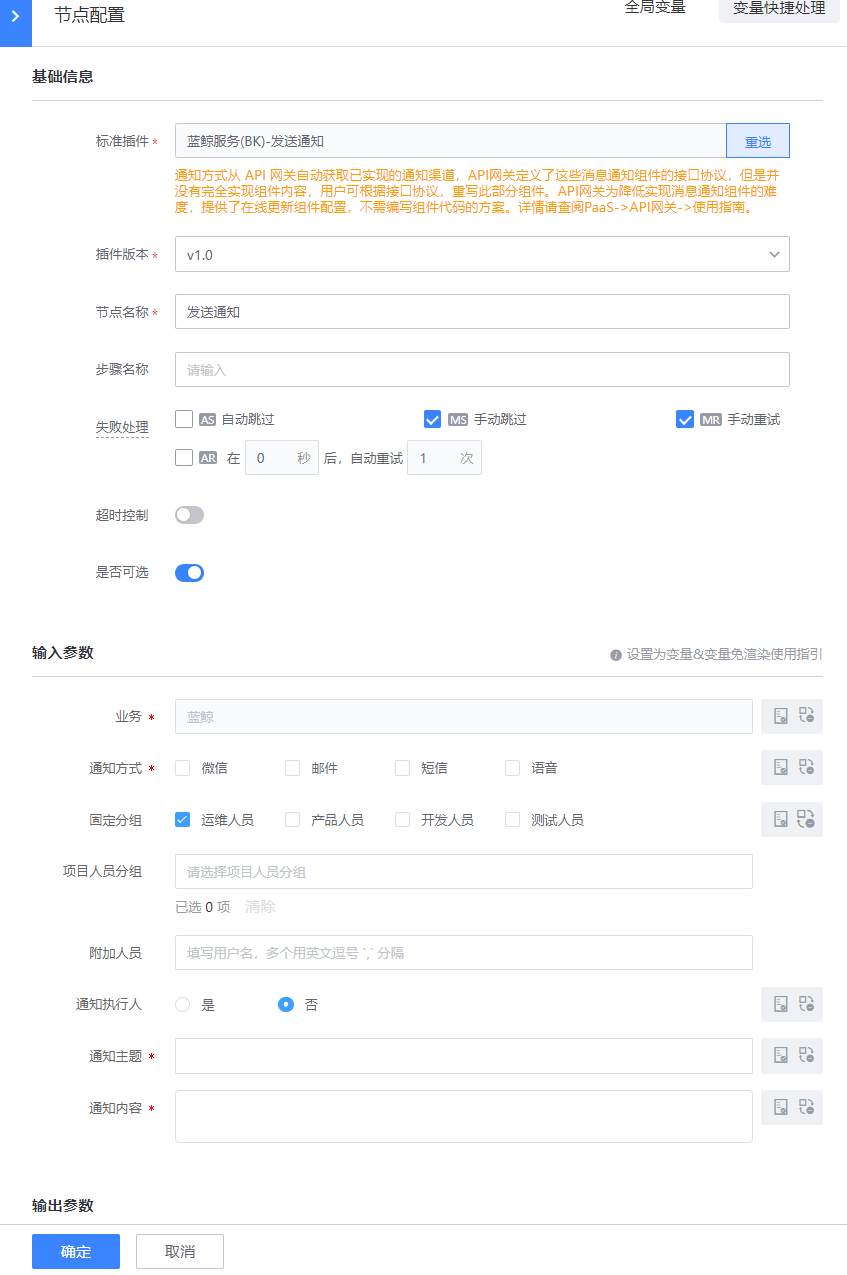 节点配置
全局变量
变量快捷处理
基础信息
标准插件 *
蓝鲸服务(BK)-发送通知
重选
通知方式从 API 网关自动获取已实现的通知渠道，API网关定义了这些消息通知组件的接口协议，但是并
没有完全实现组件内容，用户可根据接口协议，重写此部分组件。API网关为降低实现消息通知组件的难
度，提供了在线更新组件配置，不需编写组件代码的方案。详情请查阅PaaS->API网关->使用指南。
插件版本 *
v1.0
节点名称 *
发送通知
步骤名称
请输入
失败处理
AS 自动跳过
MS 手动跳过
MR 手动重试
AR 在 0 秒 后，自动重试 1 次
超时控制
是否可选
输入参数
设置为变量&变量免渲染使用指引
业务 *
蓝鲸
通知方式 *
微信 邮件 短信 语音
固定分组
运维人员 产品人员 开发人员 测试人员
项目人员分组
请选择项目人员分组
已选 0 项 清除
附加人员
填写用户名，多个用英文逗号 `,` 分隔
通知执行人
是 否
通知主题 *
通知内容 *
输出参数
确定
取消